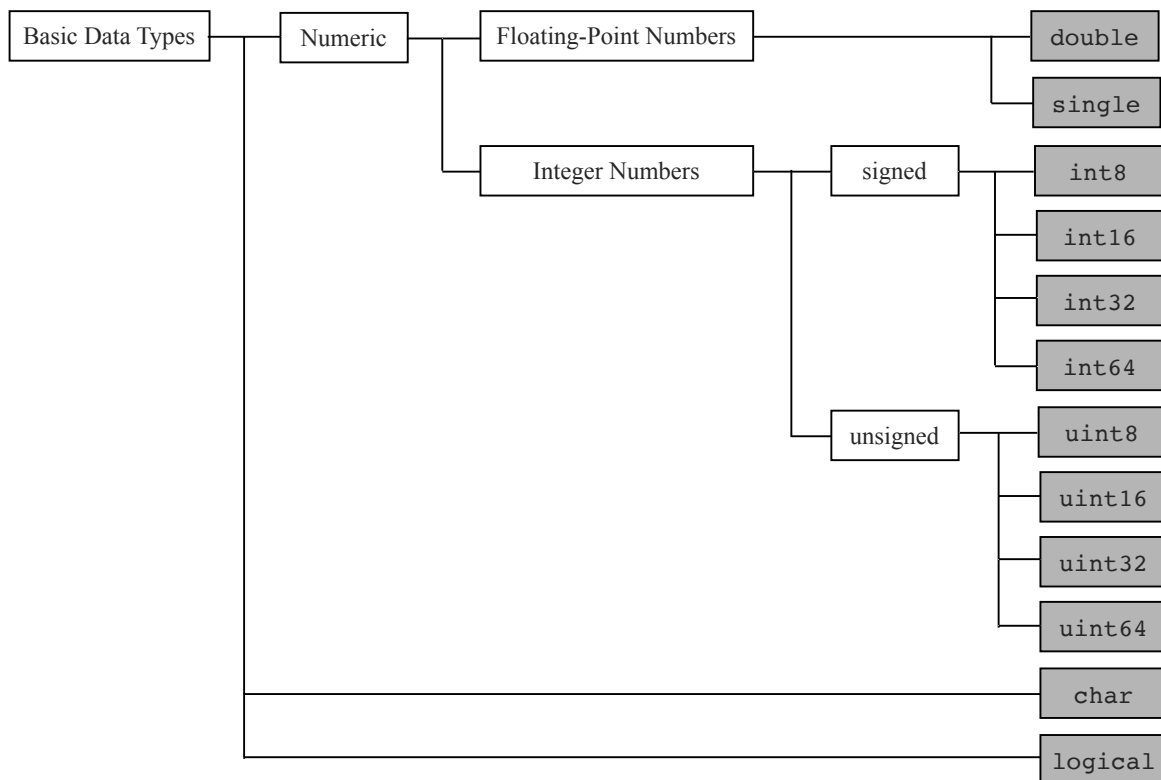 Basic Data Types
Numeric
Floating-Point Numbers
double
single
Integer Numbers
signed
int8
int16
int32
int64
unsigned
uint8
uint16
uint32
uint64
char
logical